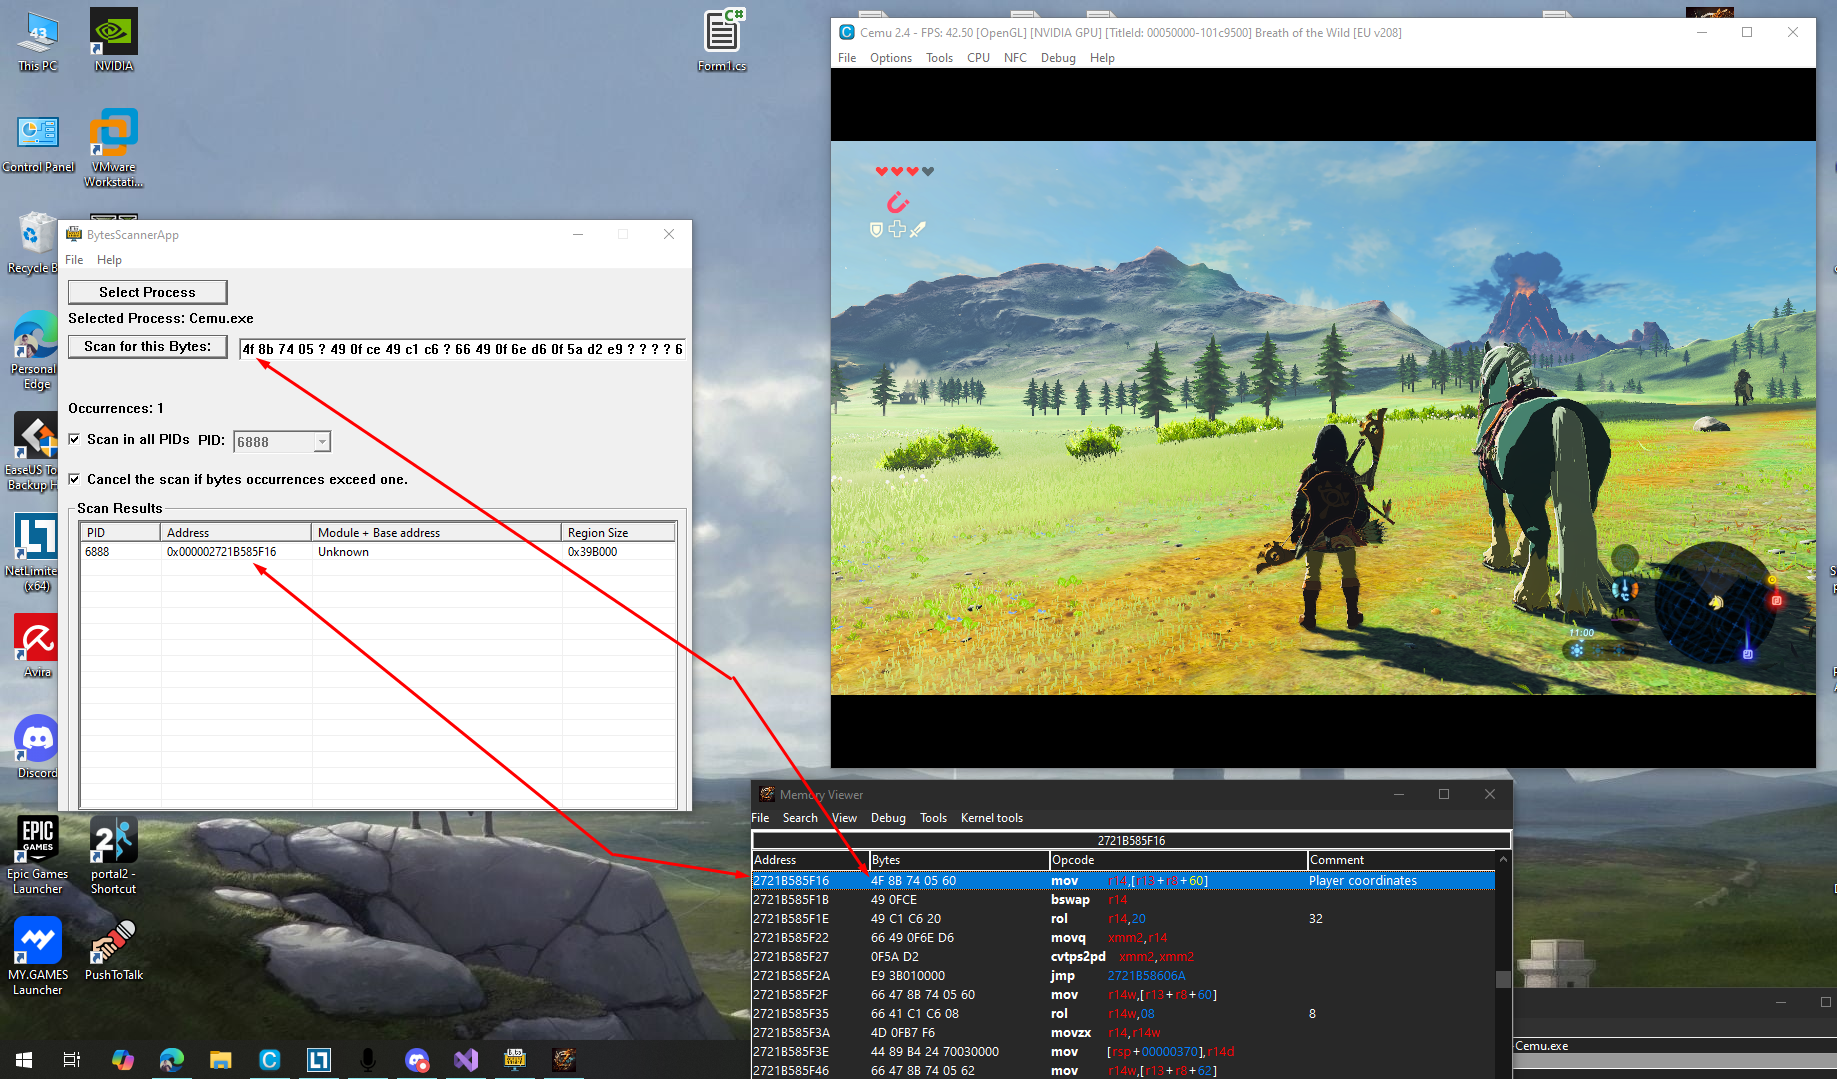 43
This PC
NVIDIA
Control Panel
VMware
Workstati...
Recycle B
Personal
Edge
EaseUS To
Backup H
NetLimite
(x64)
Avira
Discord
EPIC
GAMES
Epic Games
Launcher
2
portal2 -
Shortcut
MY.GAMES
Launcher
PushToTalk
C#
Form1.cs
BytesScannerApp
File Help
Select Process
Selected Process: Cemu.exe
Scan for this Bytes:
4f 8b 74 05 ? 49 0f ce 49 c1 c6 ? 66 49 0f 6e d6 0f 5a d2 e9 ? ? ? ? 6
Occurrences: 1
Scan in all PIDs PID: 6888
Cancel the scan if bytes occurrences exceed one.
Scan Results
PID Address Module + Base address Region Size
6888 0x000002721B585F16 Unknown 0x39B000
Cemu 2.4 - FPS: 42.50 [OpenGL] [NVIDIA GPU] [TitleId: 00050000-101c9500] Breath of the Wild [EU v208]
File Options Tools CPU NFC Debug Help
11:00
Memory Viewer
File Search View Debug Tools Kernel tools
2721B585F16
Address Bytes Opcode Comment
2721B585F16 4F 8B 74 05 60 mov r14,[r13+r8+60] Player coordinates
2721B585F1B 49 0FCE bswap r14
2721B585F1E 49 C1 C6 20 rol r14,20 32
2721B585F22 66 49 0F6E D6 movq xmm2,r14
2721B585F27 0F5A D2 cvtps2pd xmm2,xmm2
2721B585F2A E9 3B010000 jmp 2721B58606A
2721B585F2F 66 47 8B 74 05 60 mov r14w,[r13+r8+60]
2721B585F35 66 41 C1 C6 08 rol r14w,08 8
2721B585F3A 4D 0FB7 F6 movzx r14,r14w
2721B585F3E 44 89 B4 24 70030000 mov [rsp+00000370],r14d
2721B585F46 66 47 8B 74 05 62 mov r14w,[r13+r8+62]
Cemu.exe